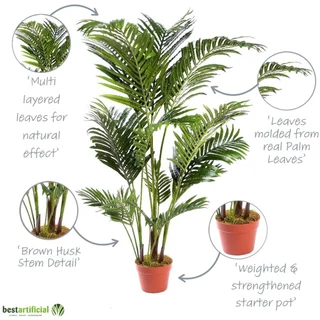 'Multi
layered
leaves for
natural
effect'
'Leaves
molded from
real Palm
Leaves'
'Brown Husk
Stem Detail'
'Weighted &
strengthened
starter pot'
bestartificial